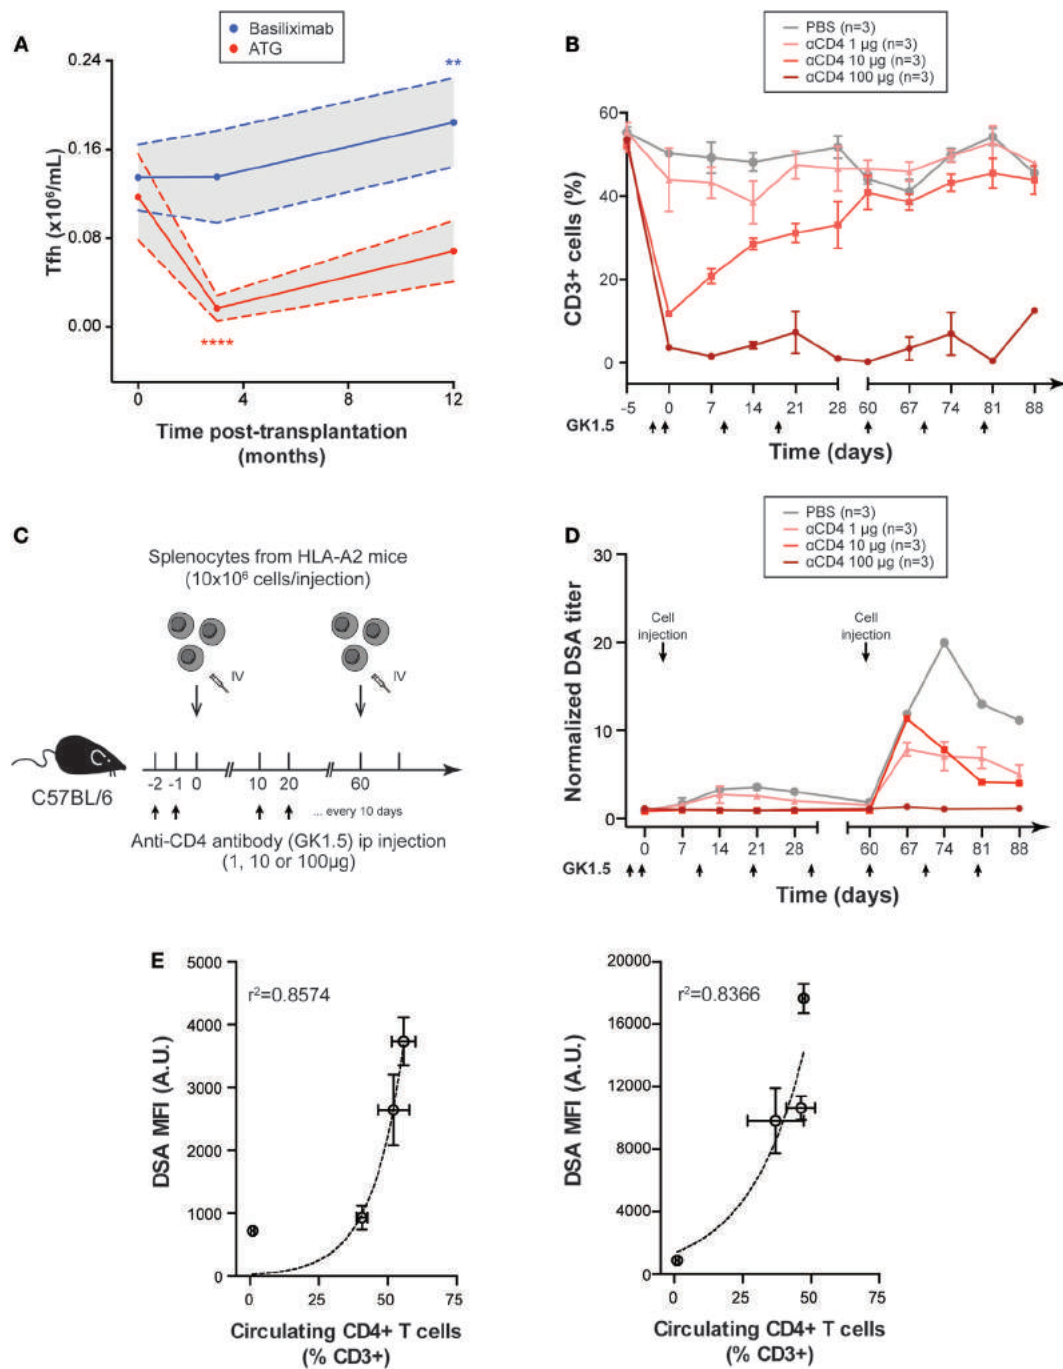 A
Basiliximab
ATG
0.24
0.16
0.08
0.00
**
****
0
4
8
12
Tfh (x10⁶/mL)
Time post-transplantation
(months)
B
PBS (n=3)
αCD4 1 µg (n=3)
αCD4 10 µg (n=3)
αCD4 100 µg (n=3)
60
40
20
0
CD3+ cells (%)
-5 0 7 14 21 28 60 67 74 81 88
GK1.5
Time (days)
C
Splenocytes from HLA-A2 mice
(10x10⁶ cells/injection)
IV
IV
C57BL/6
-2 -1 0 10 20 60
... every 10 days
Anti-CD4 antibody (GK1.5) ip injection
(1, 10 or 100µg)
D
PBS (n=3)
αCD4 1 µg (n=3)
αCD4 10 µg (n=3)
αCD4 100 µg (n=3)
30
20
10
0
Normalized DSA titer
Cell
injection
Cell
injection
0 7 14 21 28 60 67 74 81 88
GK1.5
Time (days)
E
5000
4000
3000
2000
1000
0
r²=0.8574
DSA MFI (A.U.)
0 25 50 75
Circulating CD4+ T cells
(% CD3+)
20000
16000
12000
8000
4000
0
r²=0.8366
DSA MFI (A.U.)
0 25 50 75
Circulating CD4+ T cells
(% CD3+)